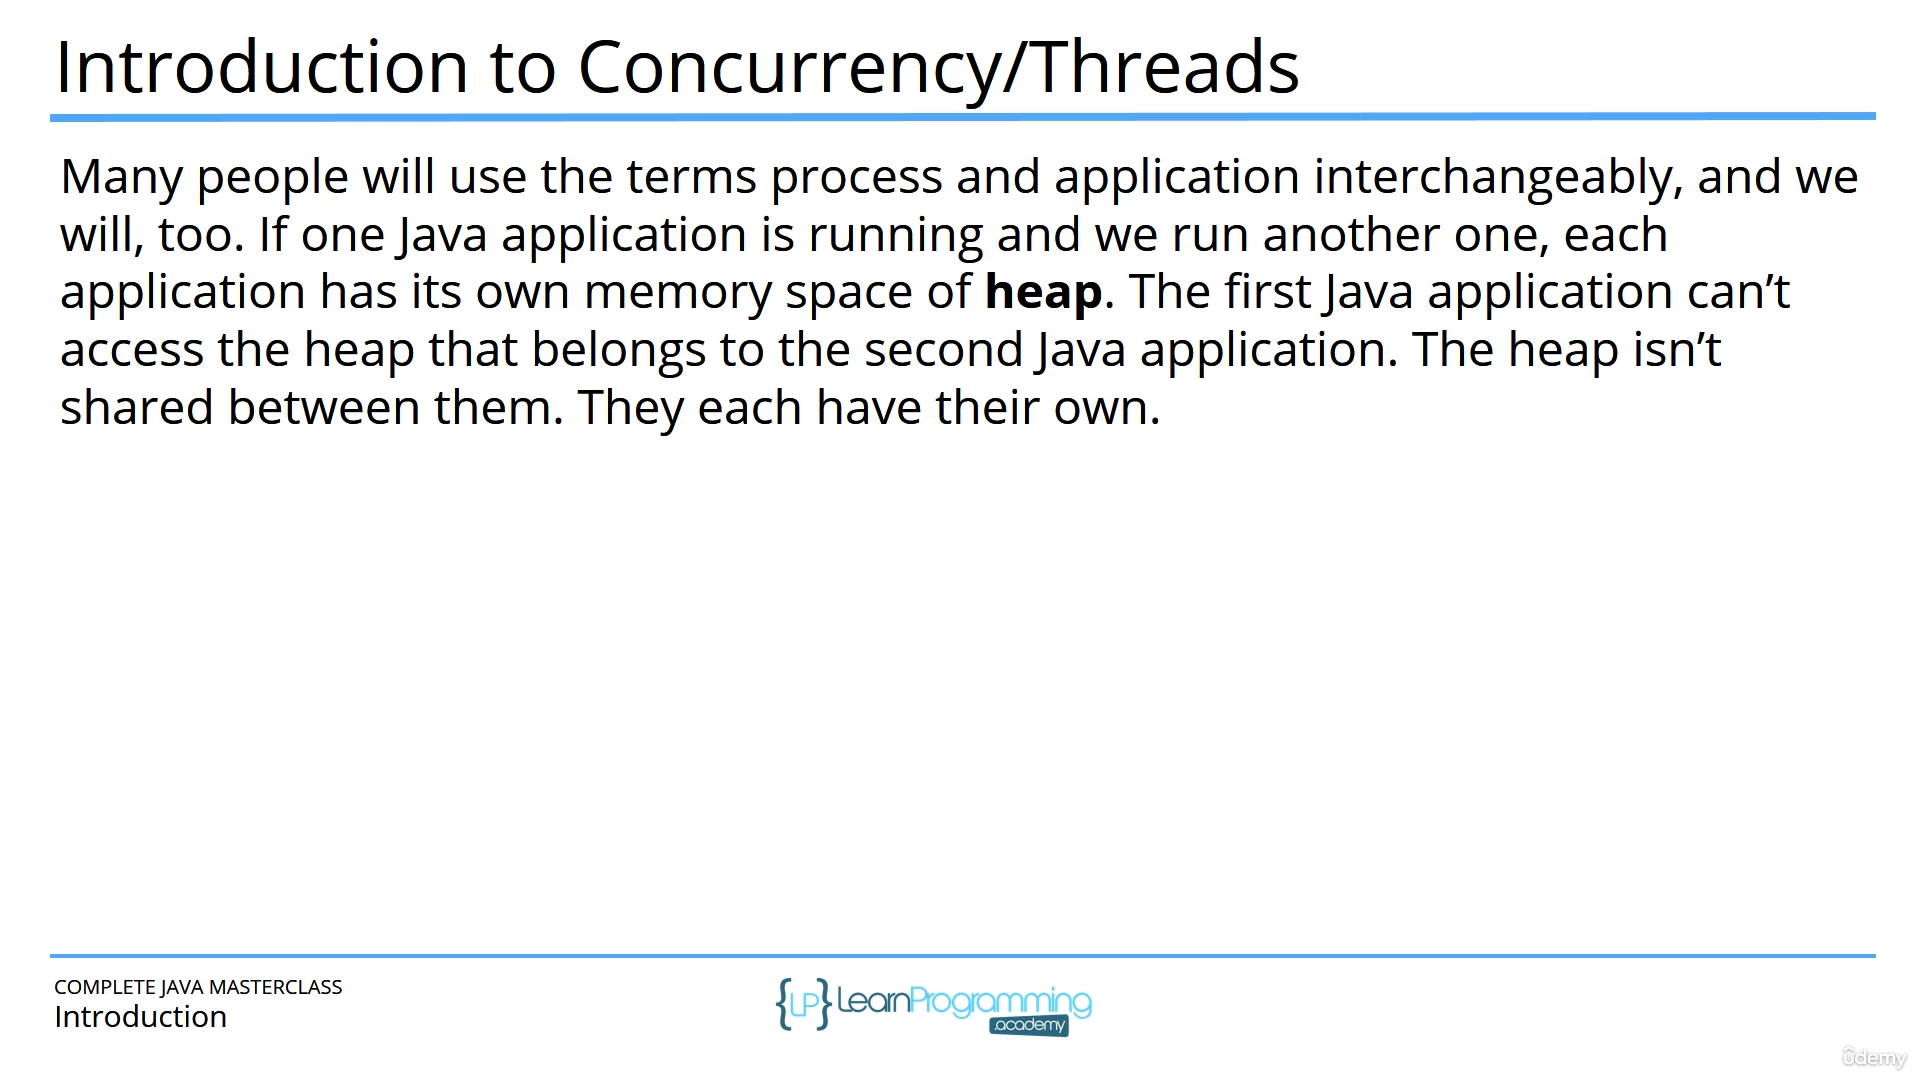 Introduction to Concurrency/Threads
Many people will use the terms process and application interchangeably, and we
will, too. If one Java application is running and we run another one, each
application has its own memory space of heap. The first Java application can’t
access the heap that belongs to the second Java application. The heap isn’t
shared between them. They each have their own.
COMPLETE JAVA MASTERCLASS
Introduction
{LP} LearnProgramming
.academy
ûdemy